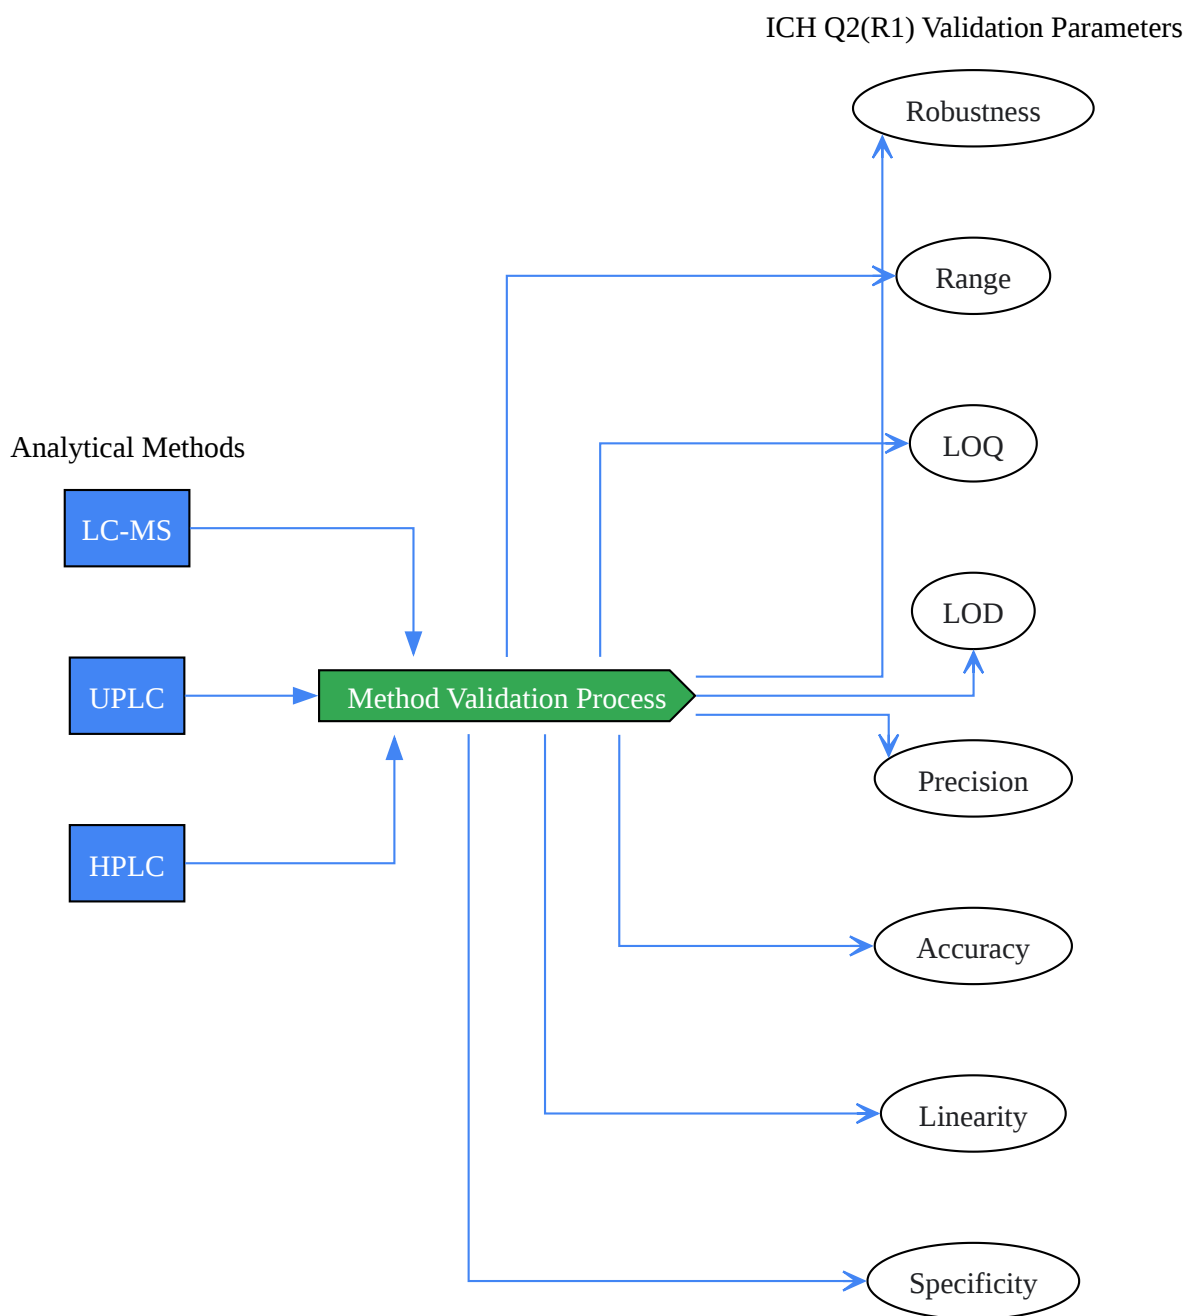 ICH Q2(R1) Validation Parameters
Robustness
Range
LOQ
Analytical Methods
LC-MS
LOD
UPLC
Method Validation Process
Precision
HPLC
Accuracy
Linearity
Specificity